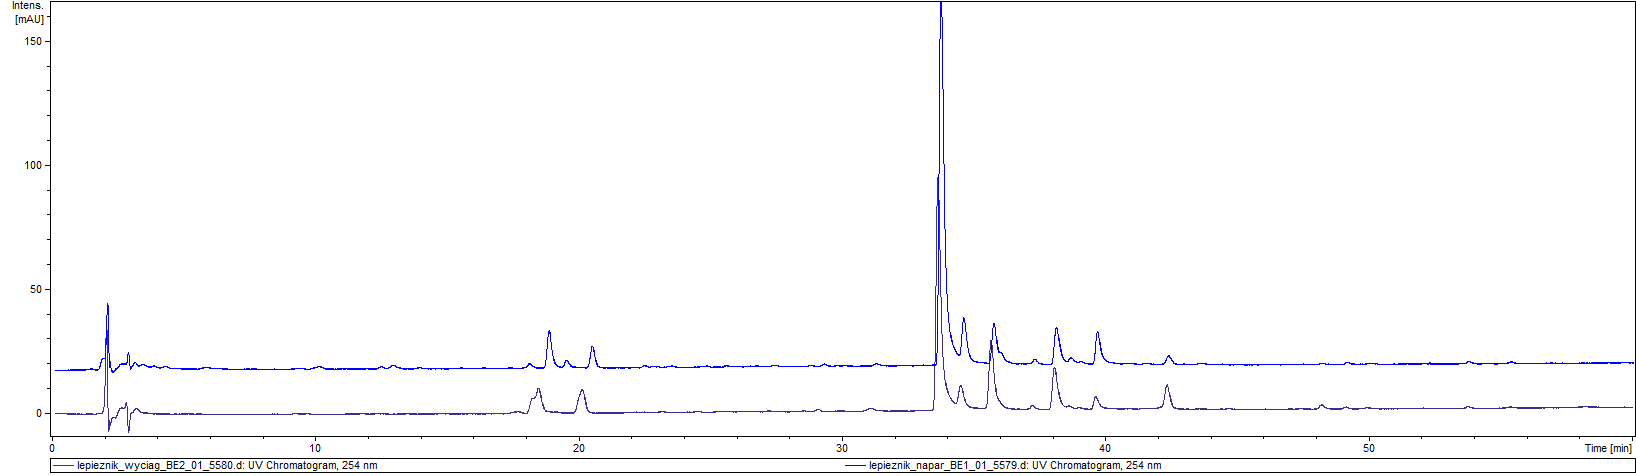 Intens.
[mAU]
150
100
50
0
0 10 20 30 40 50 Time [min]
lepieznik_wyciag_BE2_01_5580.d: UV Chromatogram, 254 nm lepieznik_napar_BE1_01_5579.d: UV Chromatogram, 254 nm